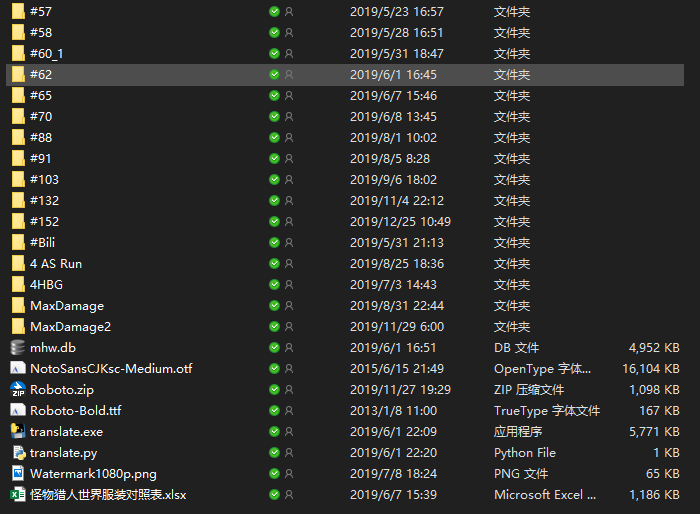 #57 2019/5/23 16:57 文件夹
#58 2019/5/28 16:51 文件夹
#60_1 2019/5/31 18:47 文件夹
#62 2019/6/1 16:45 文件夹
#65 2019/6/7 15:46 文件夹
#70 2019/6/8 13:45 文件夹
#88 2019/8/1 10:02 文件夹
#91 2019/8/5 8:28 文件夹
#103 2019/9/6 18:02 文件夹
#132 2019/11/4 22:12 文件夹
#152 2019/12/25 10:49 文件夹
#Bili 2019/5/31 21:13 文件夹
4 AS Run 2019/8/25 18:36 文件夹
4HBG 2019/7/3 14:43 文件夹
MaxDamage 2019/8/31 22:44 文件夹
MaxDamage2 2019/11/29 6:00 文件夹
mhw.db 2019/6/1 16:51 DB 文件 4,952 KB
NotoSansCJKsc-Medium.otf 2015/6/15 21:49 OpenType 字体... 16,104 KB
ZIP Roboto.zip 2019/11/27 19:29 ZIP 压缩文件 1,098 KB
Roboto-Bold.ttf 2013/1/8 11:00 TrueType 字体文件 167 KB
translate.exe 2019/6/1 22:09 应用程序 5,771 KB
translate.py 2019/6/1 22:20 Python File 1 KB
Watermark1080p.png 2019/7/8 18:24 PNG 文件 65 KB
怪物猎人世界服装对照表.xlsx 2019/6/7 15:39 Microsoft Excel ... 1,186 KB